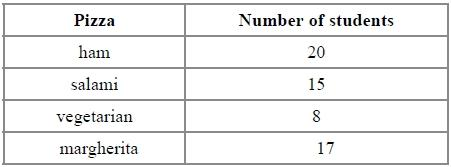 Pizza Number of students
ham 20
salami 15
vegetarian 8
margherita 17